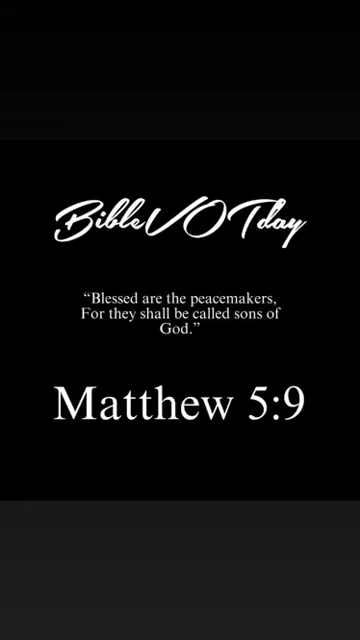 BibleVOTday
“Blessed are the peacemakers,
For they shall be called sons of
God.”
Matthew 5:9